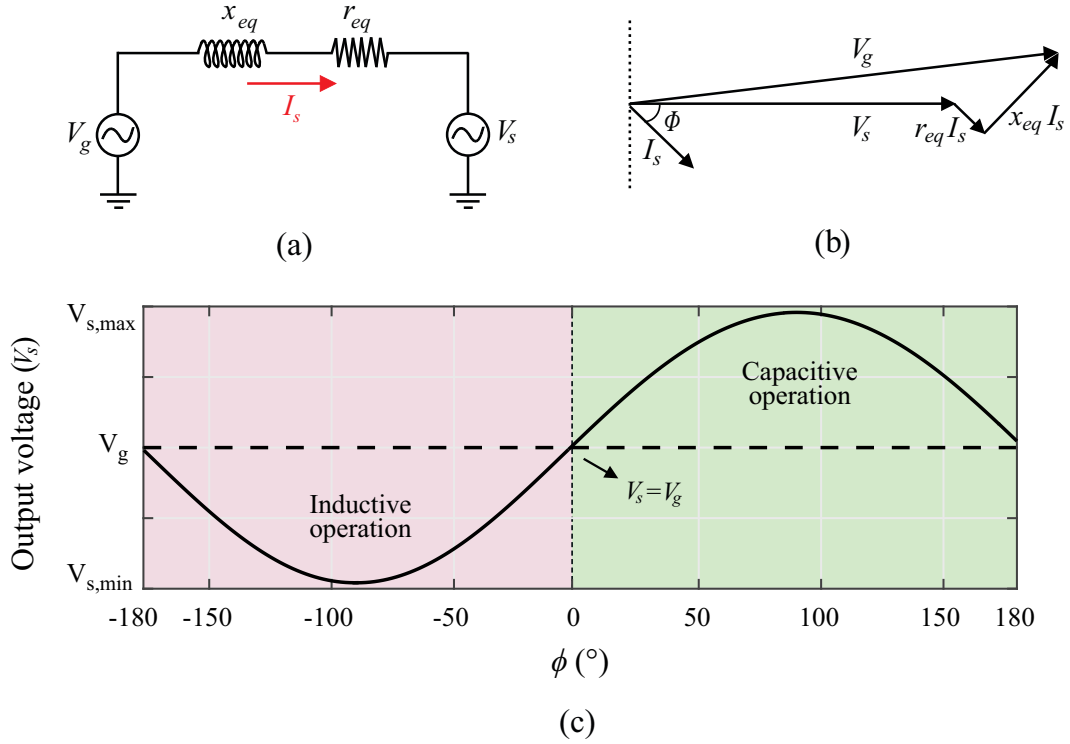 x_eq r_eq
I_s
V_g V_s
(a)
V_g
Φ
V_s r_eq I_s x_eq I_s
I_s
(b)
Output voltage (V_s)
V_s,max
V_g
V_s,min
Capacitive
operation
V_s = V_g
Inductive
operation
-180 -150 -100 -50 0 50 100 150 180
ϕ (°)
(c)